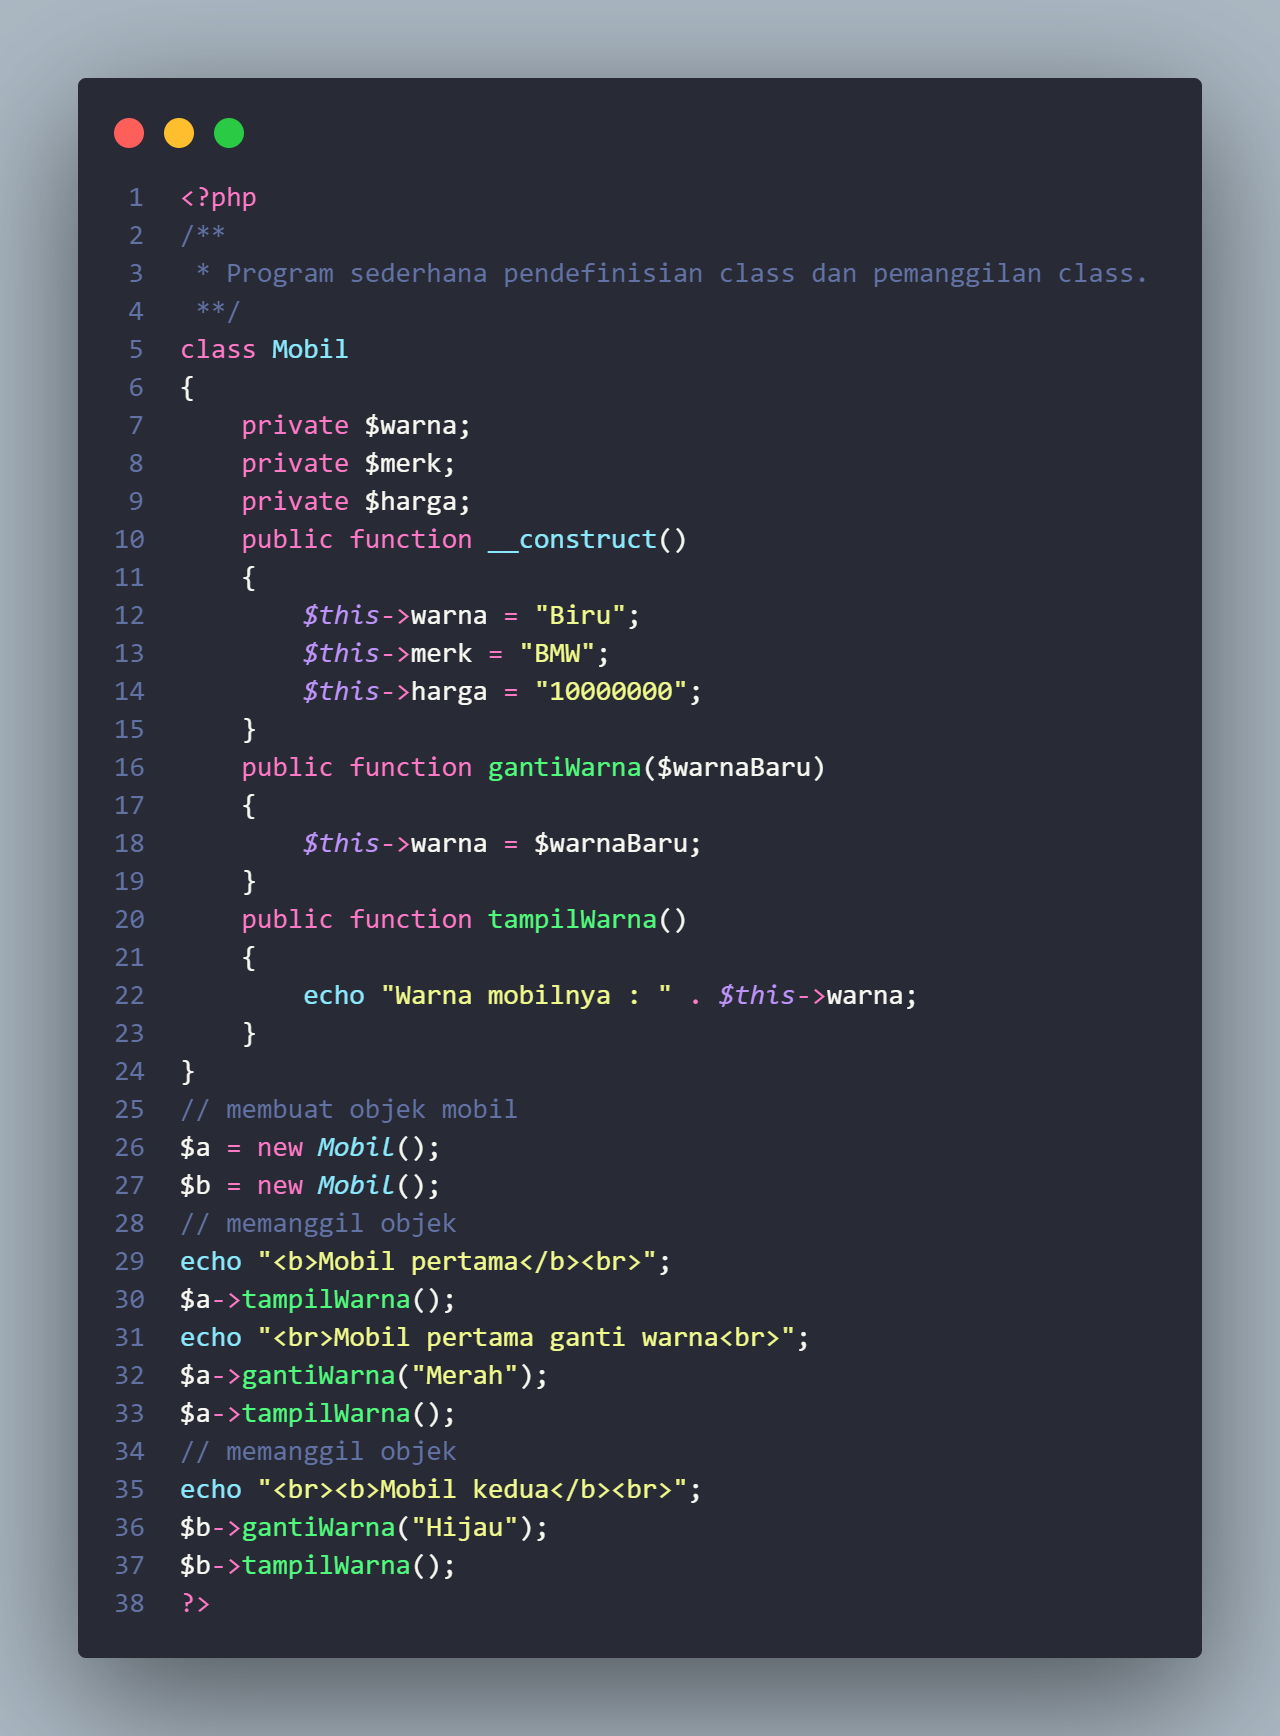 1 <?php
2 /**
3  * Program sederhana pendefinisian class dan pemanggilan class.
4  **/
5 class Mobil
6 {
7     private $warna;
8     private $merk;
9     private $harga;
10     public function __construct()
11     {
12         $this->warna = "Biru";
13         $this->merk = "BMW";
14         $this->harga = "10000000";
15     }
16     public function gantiWarna($warnaBaru)
17     {
18         $this->warna = $warnaBaru;
19     }
20     public function tampilWarna()
21     {
22         echo "Warna mobilnya : " . $this->warna;
23     }
24 }
25 // membuat objek mobil
26 $a = new Mobil();
27 $b = new Mobil();
28 // memanggil objek
29 echo "<b>Mobil pertama</b><br>";
30 $a->tampilWarna();
31 echo "<br>Mobil pertama ganti warna<br>";
32 $a->gantiWarna("Merah");
33 $a->tampilWarna();
34 // memanggil objek
35 echo "<br><b>Mobil kedua</b><br>";
36 $b->gantiWarna("Hijau");
37 $b->tampilWarna();
38 ?>